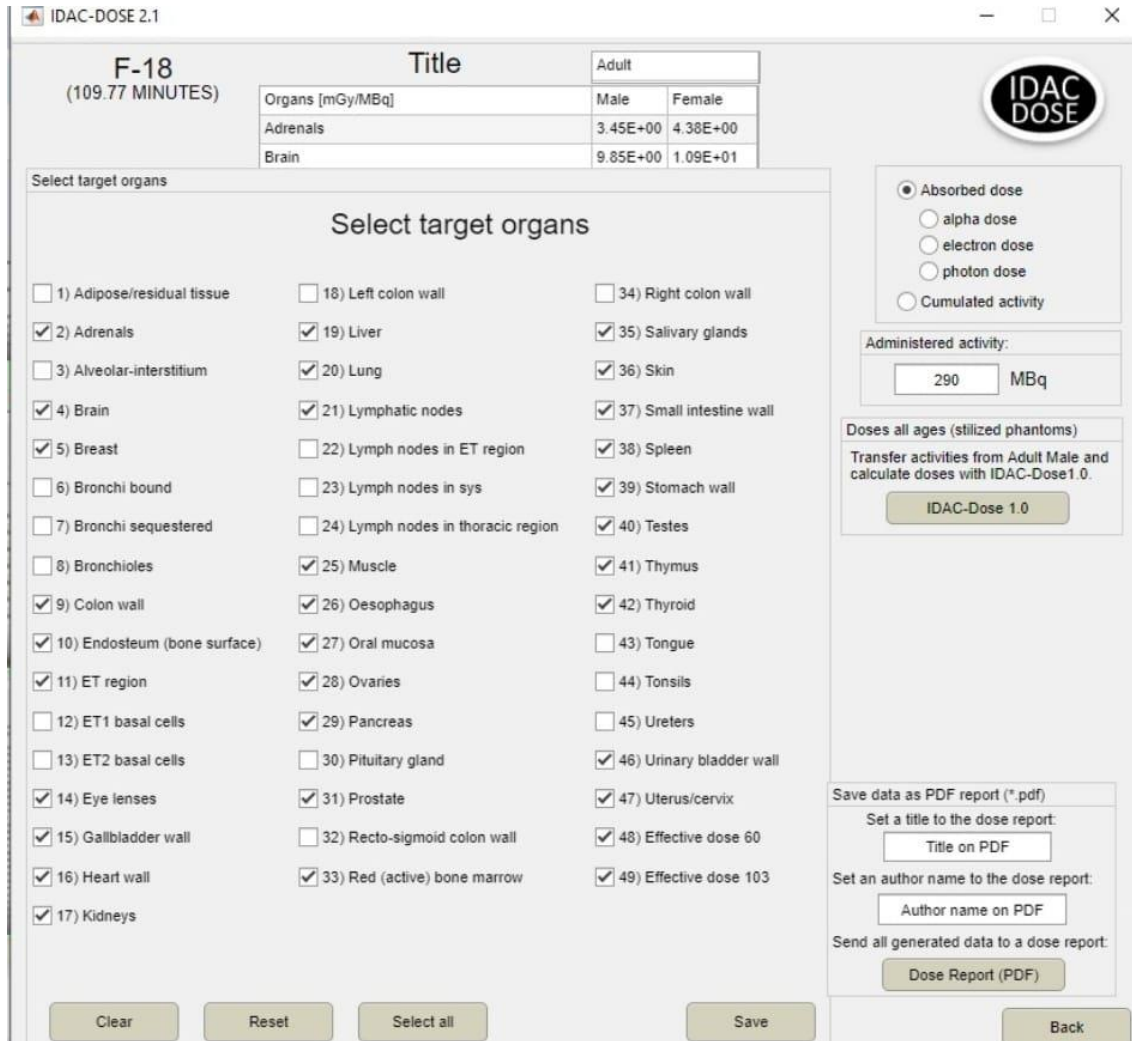 IDAC-DOSE 2.1
F-18
(109.77 MINUTES)
Title
Adult
Organs [mGy/MBq] Male Female
Adrenals 3.45E+00 4.38E+00
Brain 9.85E+00 1.09E+01
IDAC
DOSE
Select target organs
Select target organs
1) Adipose/residual tissue
2) Adrenals
3) Alveolar-interstitium
4) Brain
5) Breast
6) Bronchi bound
7) Bronchi sequestered
8) Bronchioles
9) Colon wall
10) Endosteum (bone surface)
11) ET region
12) ET1 basal cells
13) ET2 basal cells
14) Eye lenses
15) Gallbladder wall
16) Heart wall
17) Kidneys
18) Left colon wall
19) Liver
20) Lung
21) Lymphatic nodes
22) Lymph nodes in ET region
23) Lymph nodes in sys
24) Lymph nodes in thoracic region
25) Muscle
26) Oesophagus
27) Oral mucosa
28) Ovaries
29) Pancreas
30) Pituitary gland
31) Prostate
32) Recto-sigmoid colon wall
33) Red (active) bone marrow
34) Right colon wall
35) Salivary glands
36) Skin
37) Small intestine wall
38) Spleen
39) Stomach wall
40) Testes
41) Thymus
42) Thyroid
43) Tongue
44) Tonsils
45) Ureters
46) Urinary bladder wall
47) Uterus/cervix
48) Effective dose 60
49) Effective dose 103
Clear Reset Select all Save
Absorbed dose
alpha dose
electron dose
photon dose
Cumulated activity
Administered activity:
290 MBq
Doses all ages (stilized phantoms)
Transfer activities from Adult Male and
calculate doses with IDAC-Dose1.0.
IDAC-Dose 1.0
Save data as PDF report (*.pdf)
Set a title to the dose report:
Title on PDF
Set an author name to the dose report:
Author name on PDF
Send all generated data to a dose report:
Dose Report (PDF)
Back